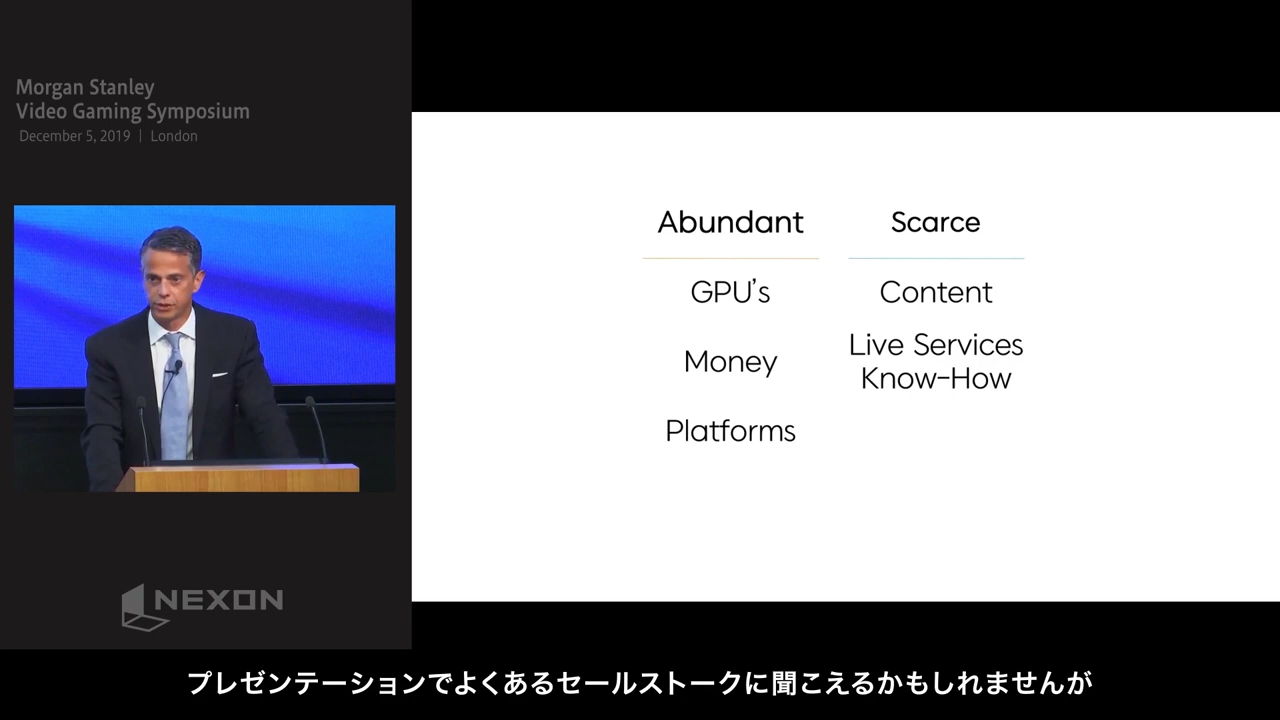 Morgan Stanley
Video Gaming Symposium
December 5, 2019 | London
Abundant
GPU’s
Money
Platforms
Scarce
Content
Live Services
Know-How
NEXON
プレゼンテーションでよくあるセールストークに聞こえるかもしれませんが